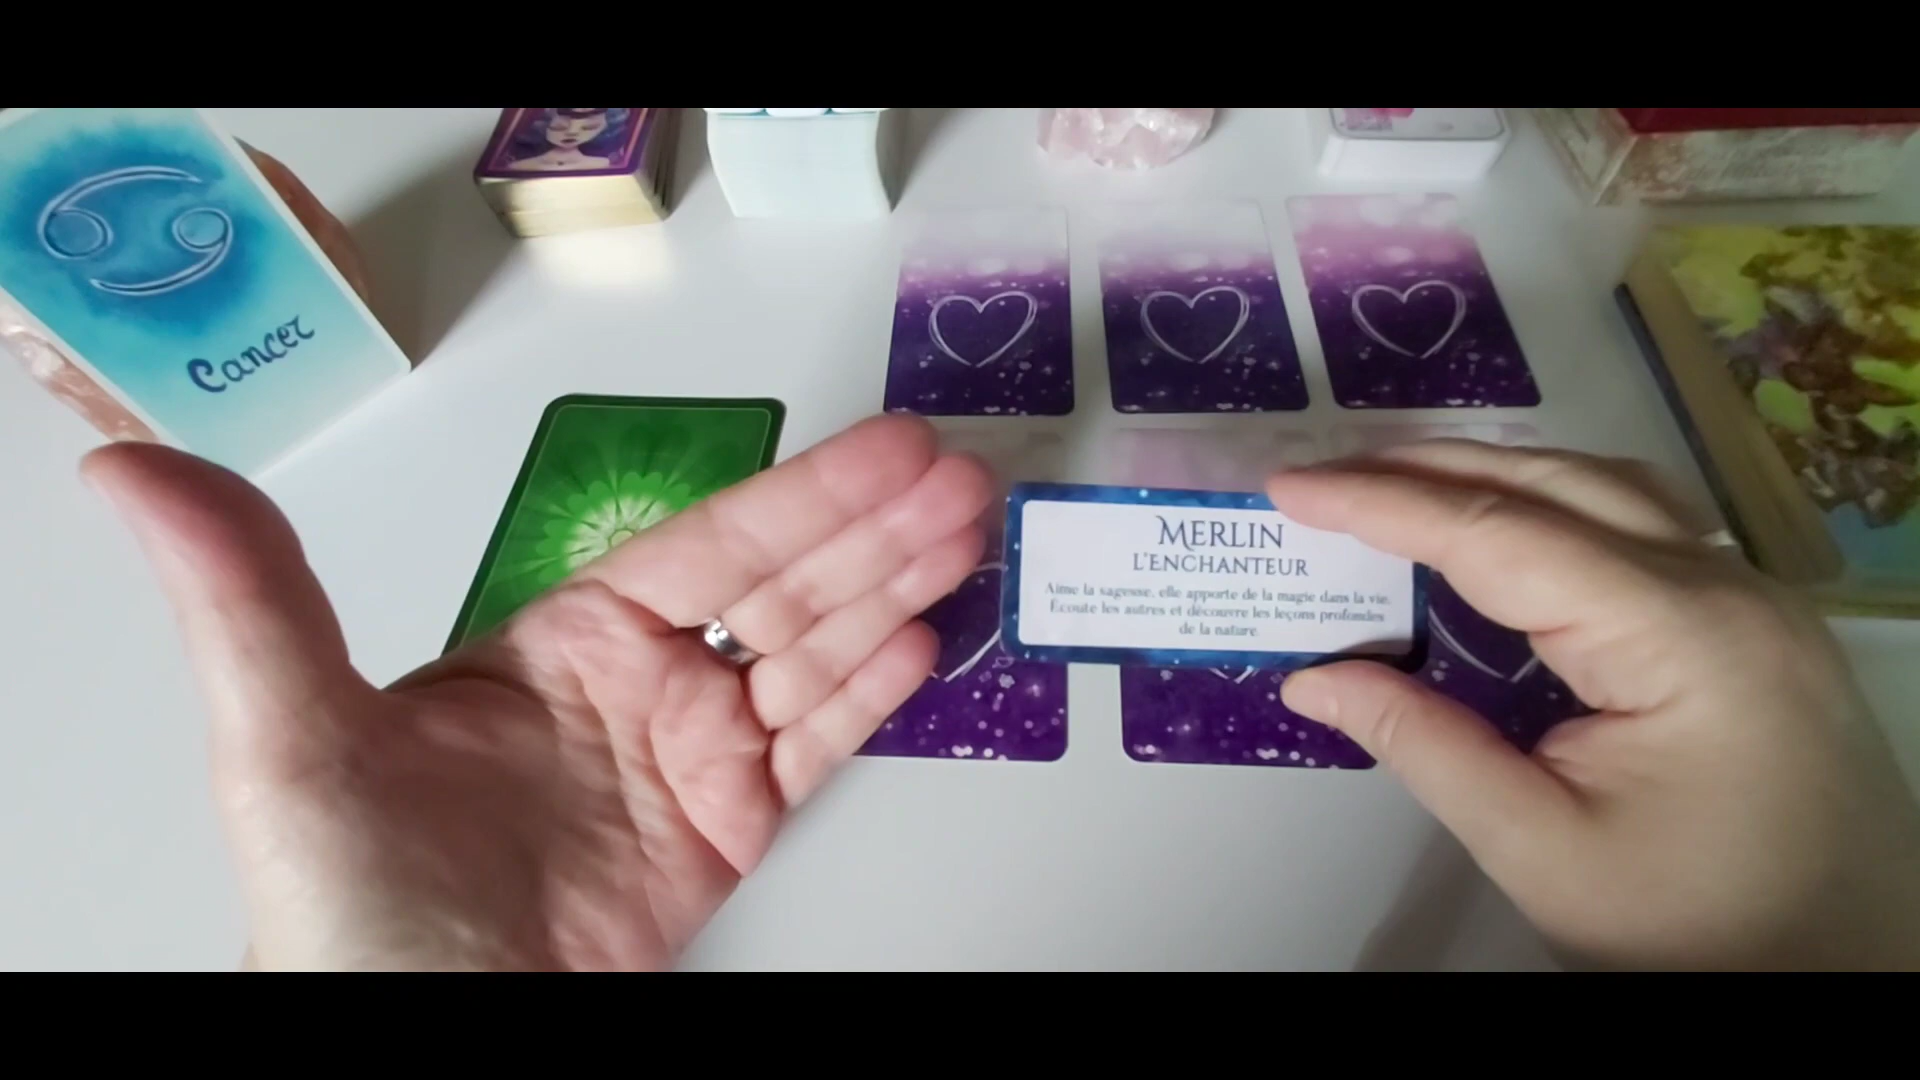 Cancer
MERLIN
L'ENCHANTEUR
Aime la sagesse, elle apporte de la magie dans la vie.
Écoute les autres et découvre les leçons profondes
de la nature.